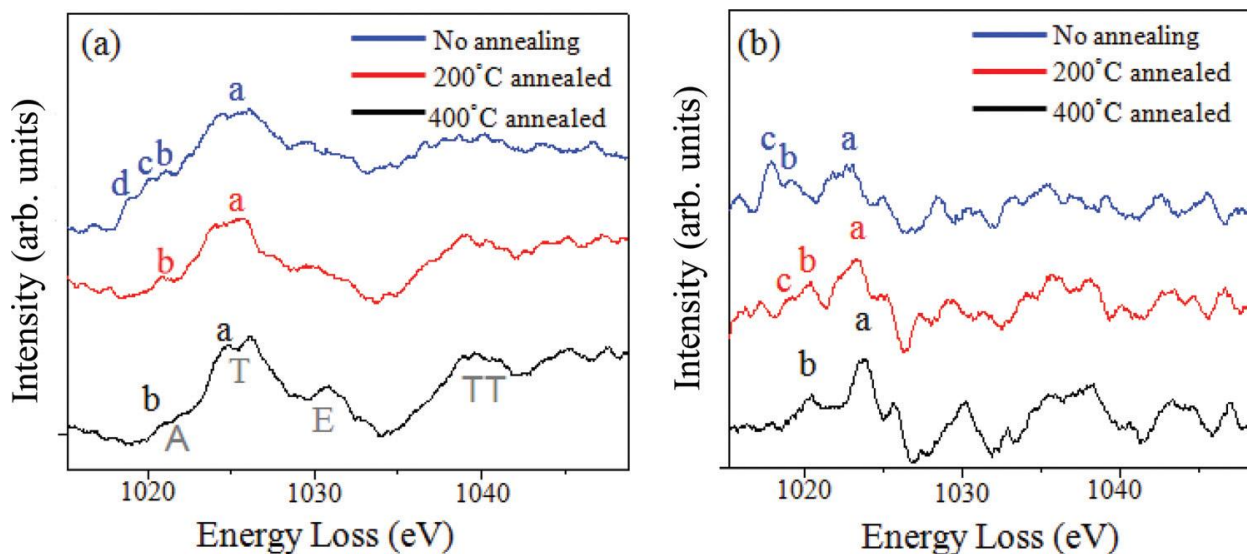 (a)
No annealing
200°C annealed
400°C annealed
a
d c b
a
b
a
b
T
A
E
TT
1020 1030 1040
Energy Loss (eV)
Intensity (arb. units)
(b)
No annealing
200°C annealed
400°C annealed
c b a
a
c b
a
b
1020 1030 1040
Energy Loss (eV)
Intensity (arb. units)